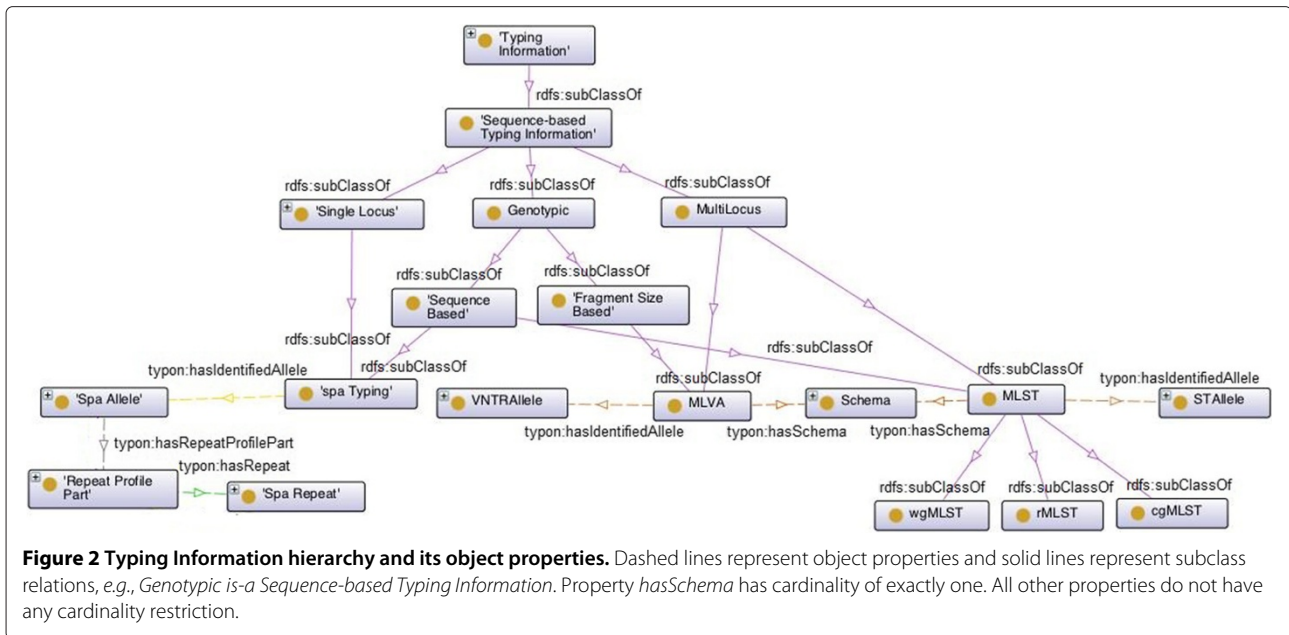 'Typing
Information'
rdfs:subClassOf
'Sequence-based
Typing Information'
rdfs:subClassOf
rdfs:subClassOf
rdfs:subClassOf
'Single Locus'
Genotypic
MultiLocus
rdfs:subClassOf
rdfs:subClassOf
'Sequence
Based'
'Fragment Size
Based'
rdfs:subClassOf
rdfs:subClassOf
rdfs:subClassOf
rdfs:subClassOf
rdfs:subClassOf
typon:hasIdentifiedAllele
typon:hasIdentifiedAllele
'Spa Allele'
'spa Typing'
VNTRAllele
MLVA
Schema
MLST
STAllele
typon:hasIdentifiedAllele
typon:hasSchema
typon:hasSchema
typon:hasRepeatProfilePart
typon:hasRepeat
'Repeat Profile
Part'
'Spa Repeat'
rdfs:subClassOf
rdfs:subClassOf
rdfs:subClassOf
wgMLST
rMLST
cgMLST
Figure 2 Typing Information hierarchy and its object properties. Dashed lines represent object properties and solid lines represent subclass
relations, e.g., Genotypic is-a Sequence-based Typing Information. Property hasSchema has cardinality of exactly one. All other properties do not have
any cardinality restriction.